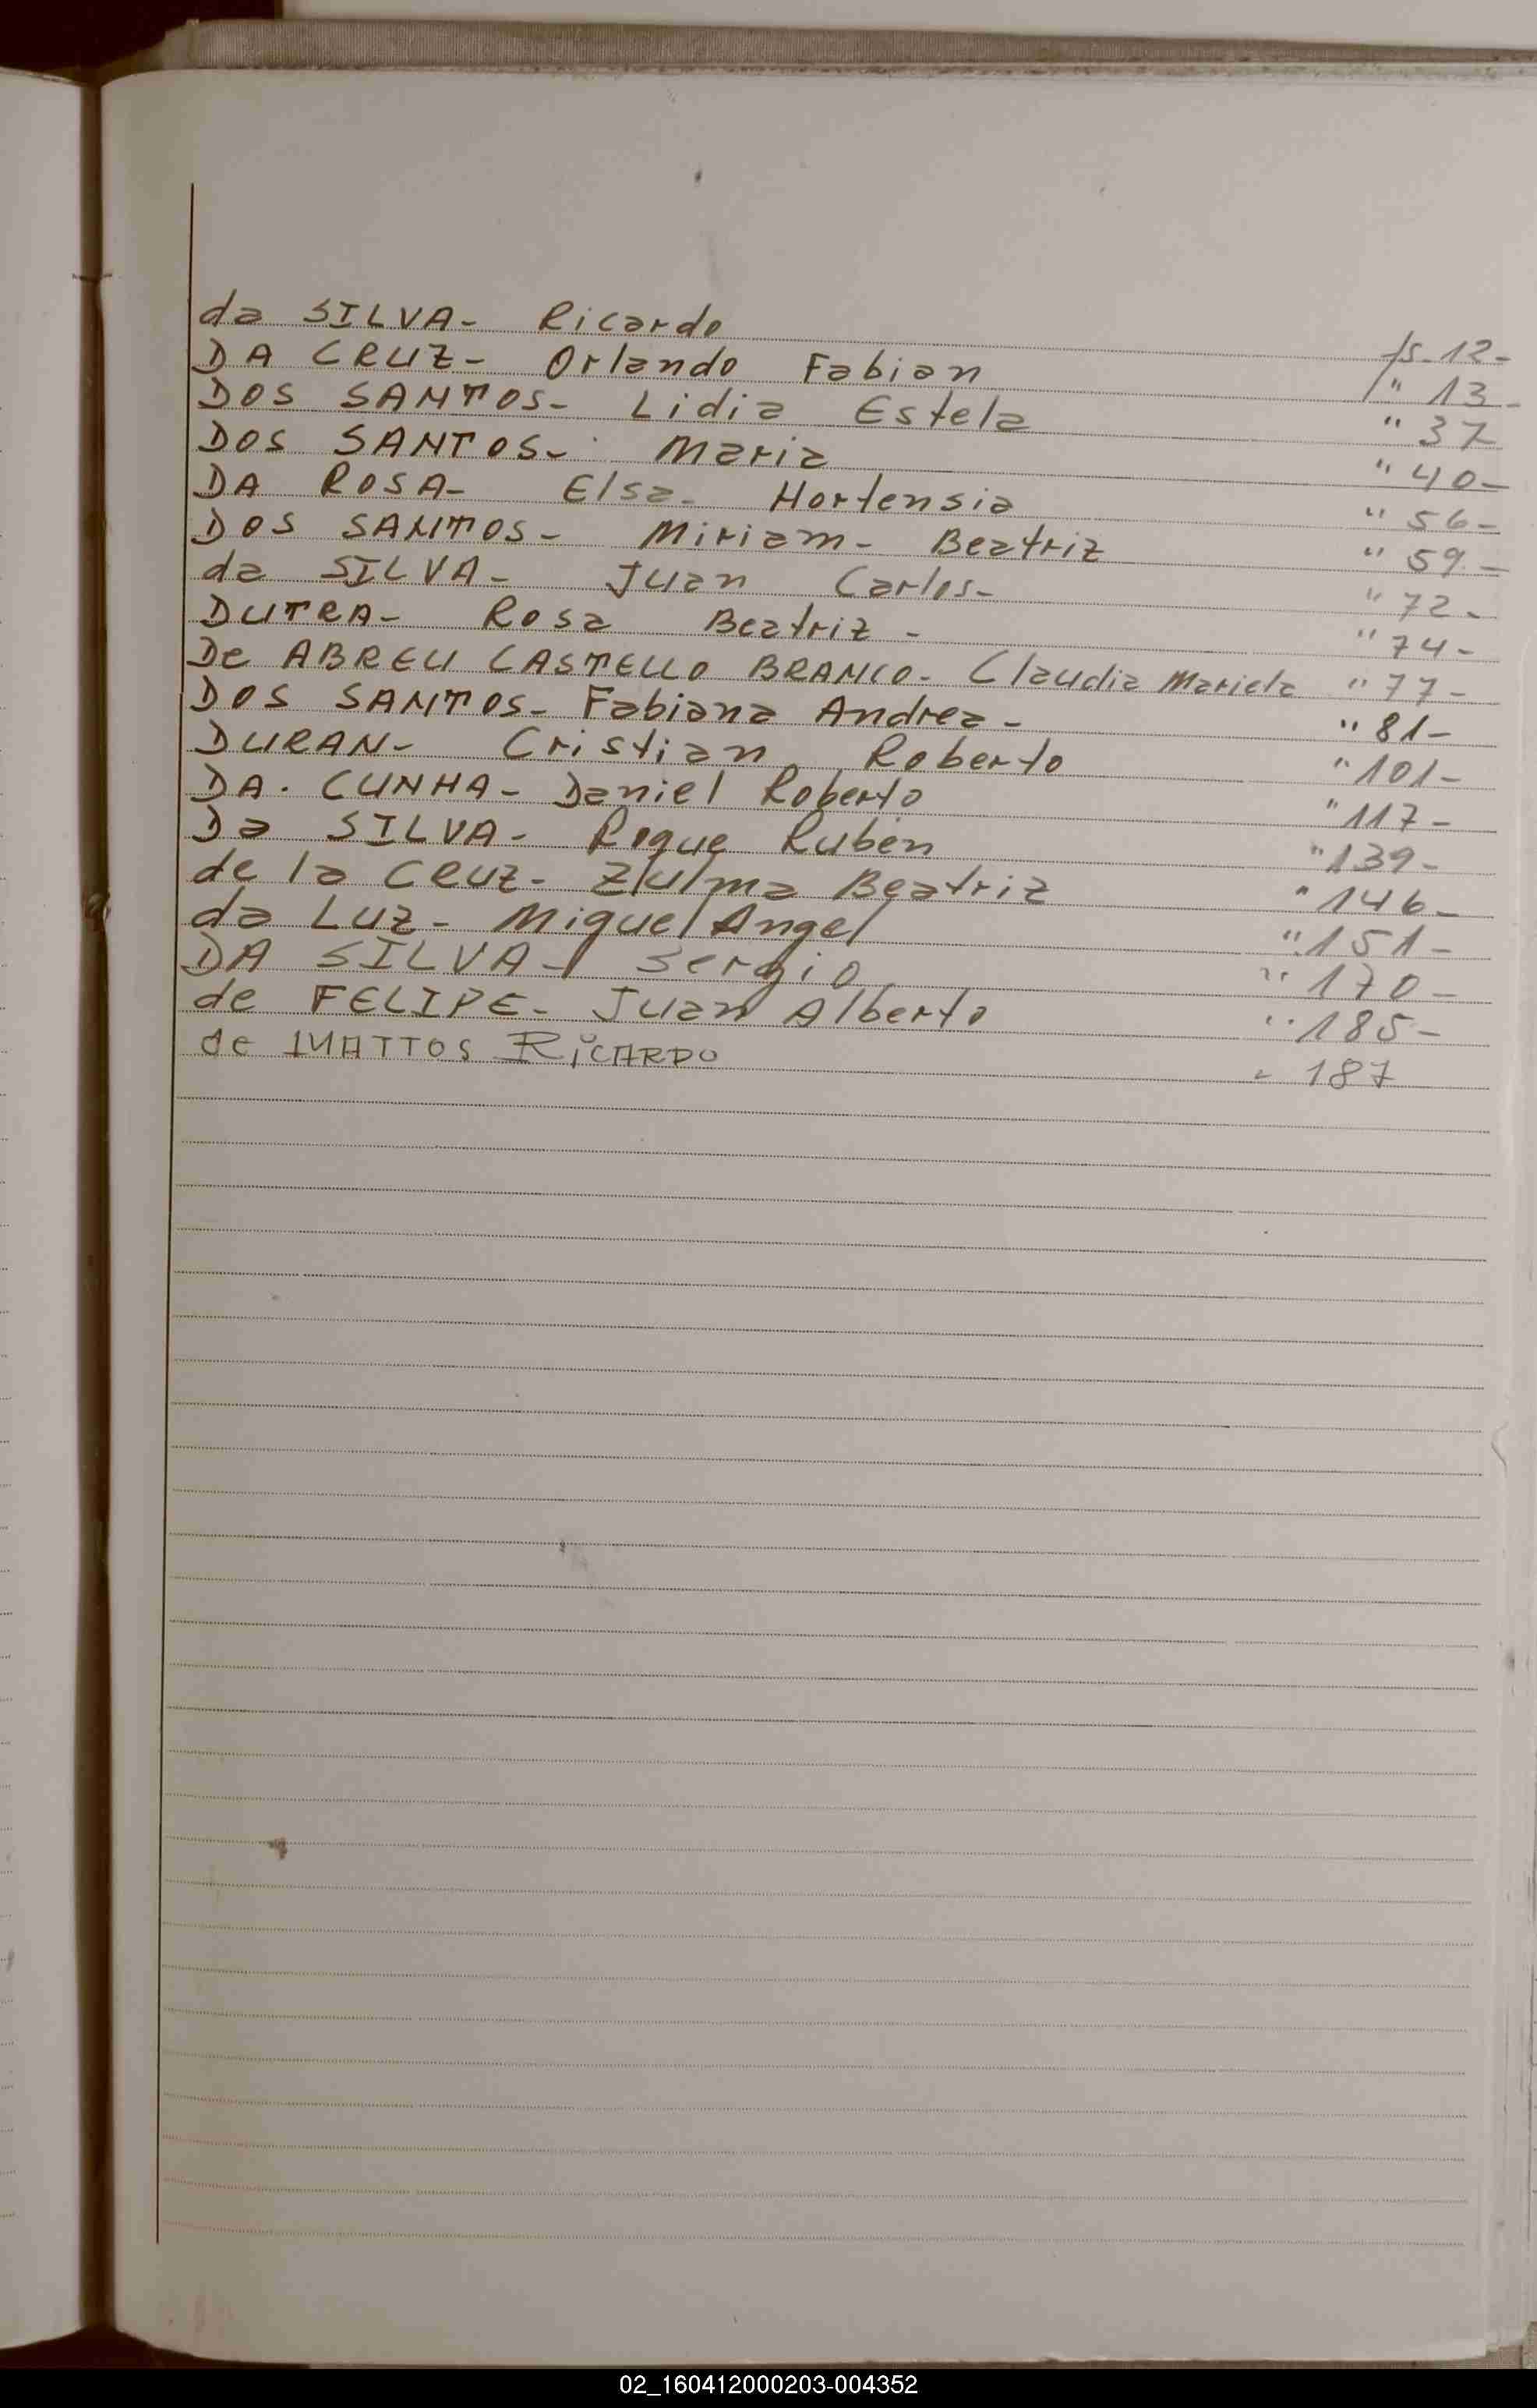 da SILVA- Ricardo fs. 12-
DA CRUZ- Orlando Fabian " 13-
DOS SANTOS- Lidia Estela " 37
DOS SANTOS- Maria " 40-
DA ROSA- Elsa- Hortensia " 56-
DOS SANTOS- Miriam- Beatriz " 59-
da SILVA- Juan Carlos- " 72-
DUTRA- Rosa Beatriz- " 74-
De ABREU CASTELLO BRANCO- Claudia Mariela " 77-
DOS SANTOS- Fabiana Andrea- " 81-
DURAN- Cristian Roberto " 101-
DA. CUNHA- Daniel Roberto " 117-
Da SILVA- Roque Rubén " 139-
de la CRUZ- Zulma Beatriz " 146-
da LUZ- Miguel Angel " 151-
DA SILVA- Sergio " 170-
de FELIPE- Juan Alberto " 185-
de MATTOS RiCARDO " 187
02_160412000203-004352